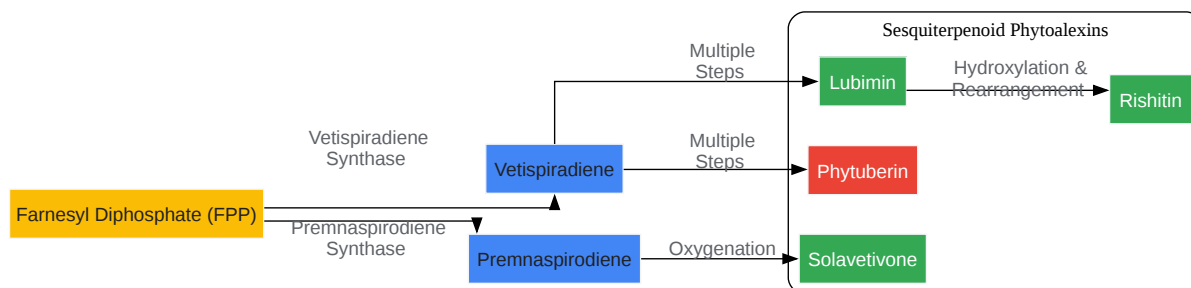 Sesquiterpenoid Phytoalexins
Multiple
Steps
Lubimin
Hydroxylation &
Rearrangement
Rishitin
Vetispiradiene
Synthase
Vetispiradiene
Multiple
Steps
Phytuberin
Farnesyl Diphosphate (FPP)
Premnaspirodiene
Synthase
Premnaspirodiene
Oxygenation
Solavetivone